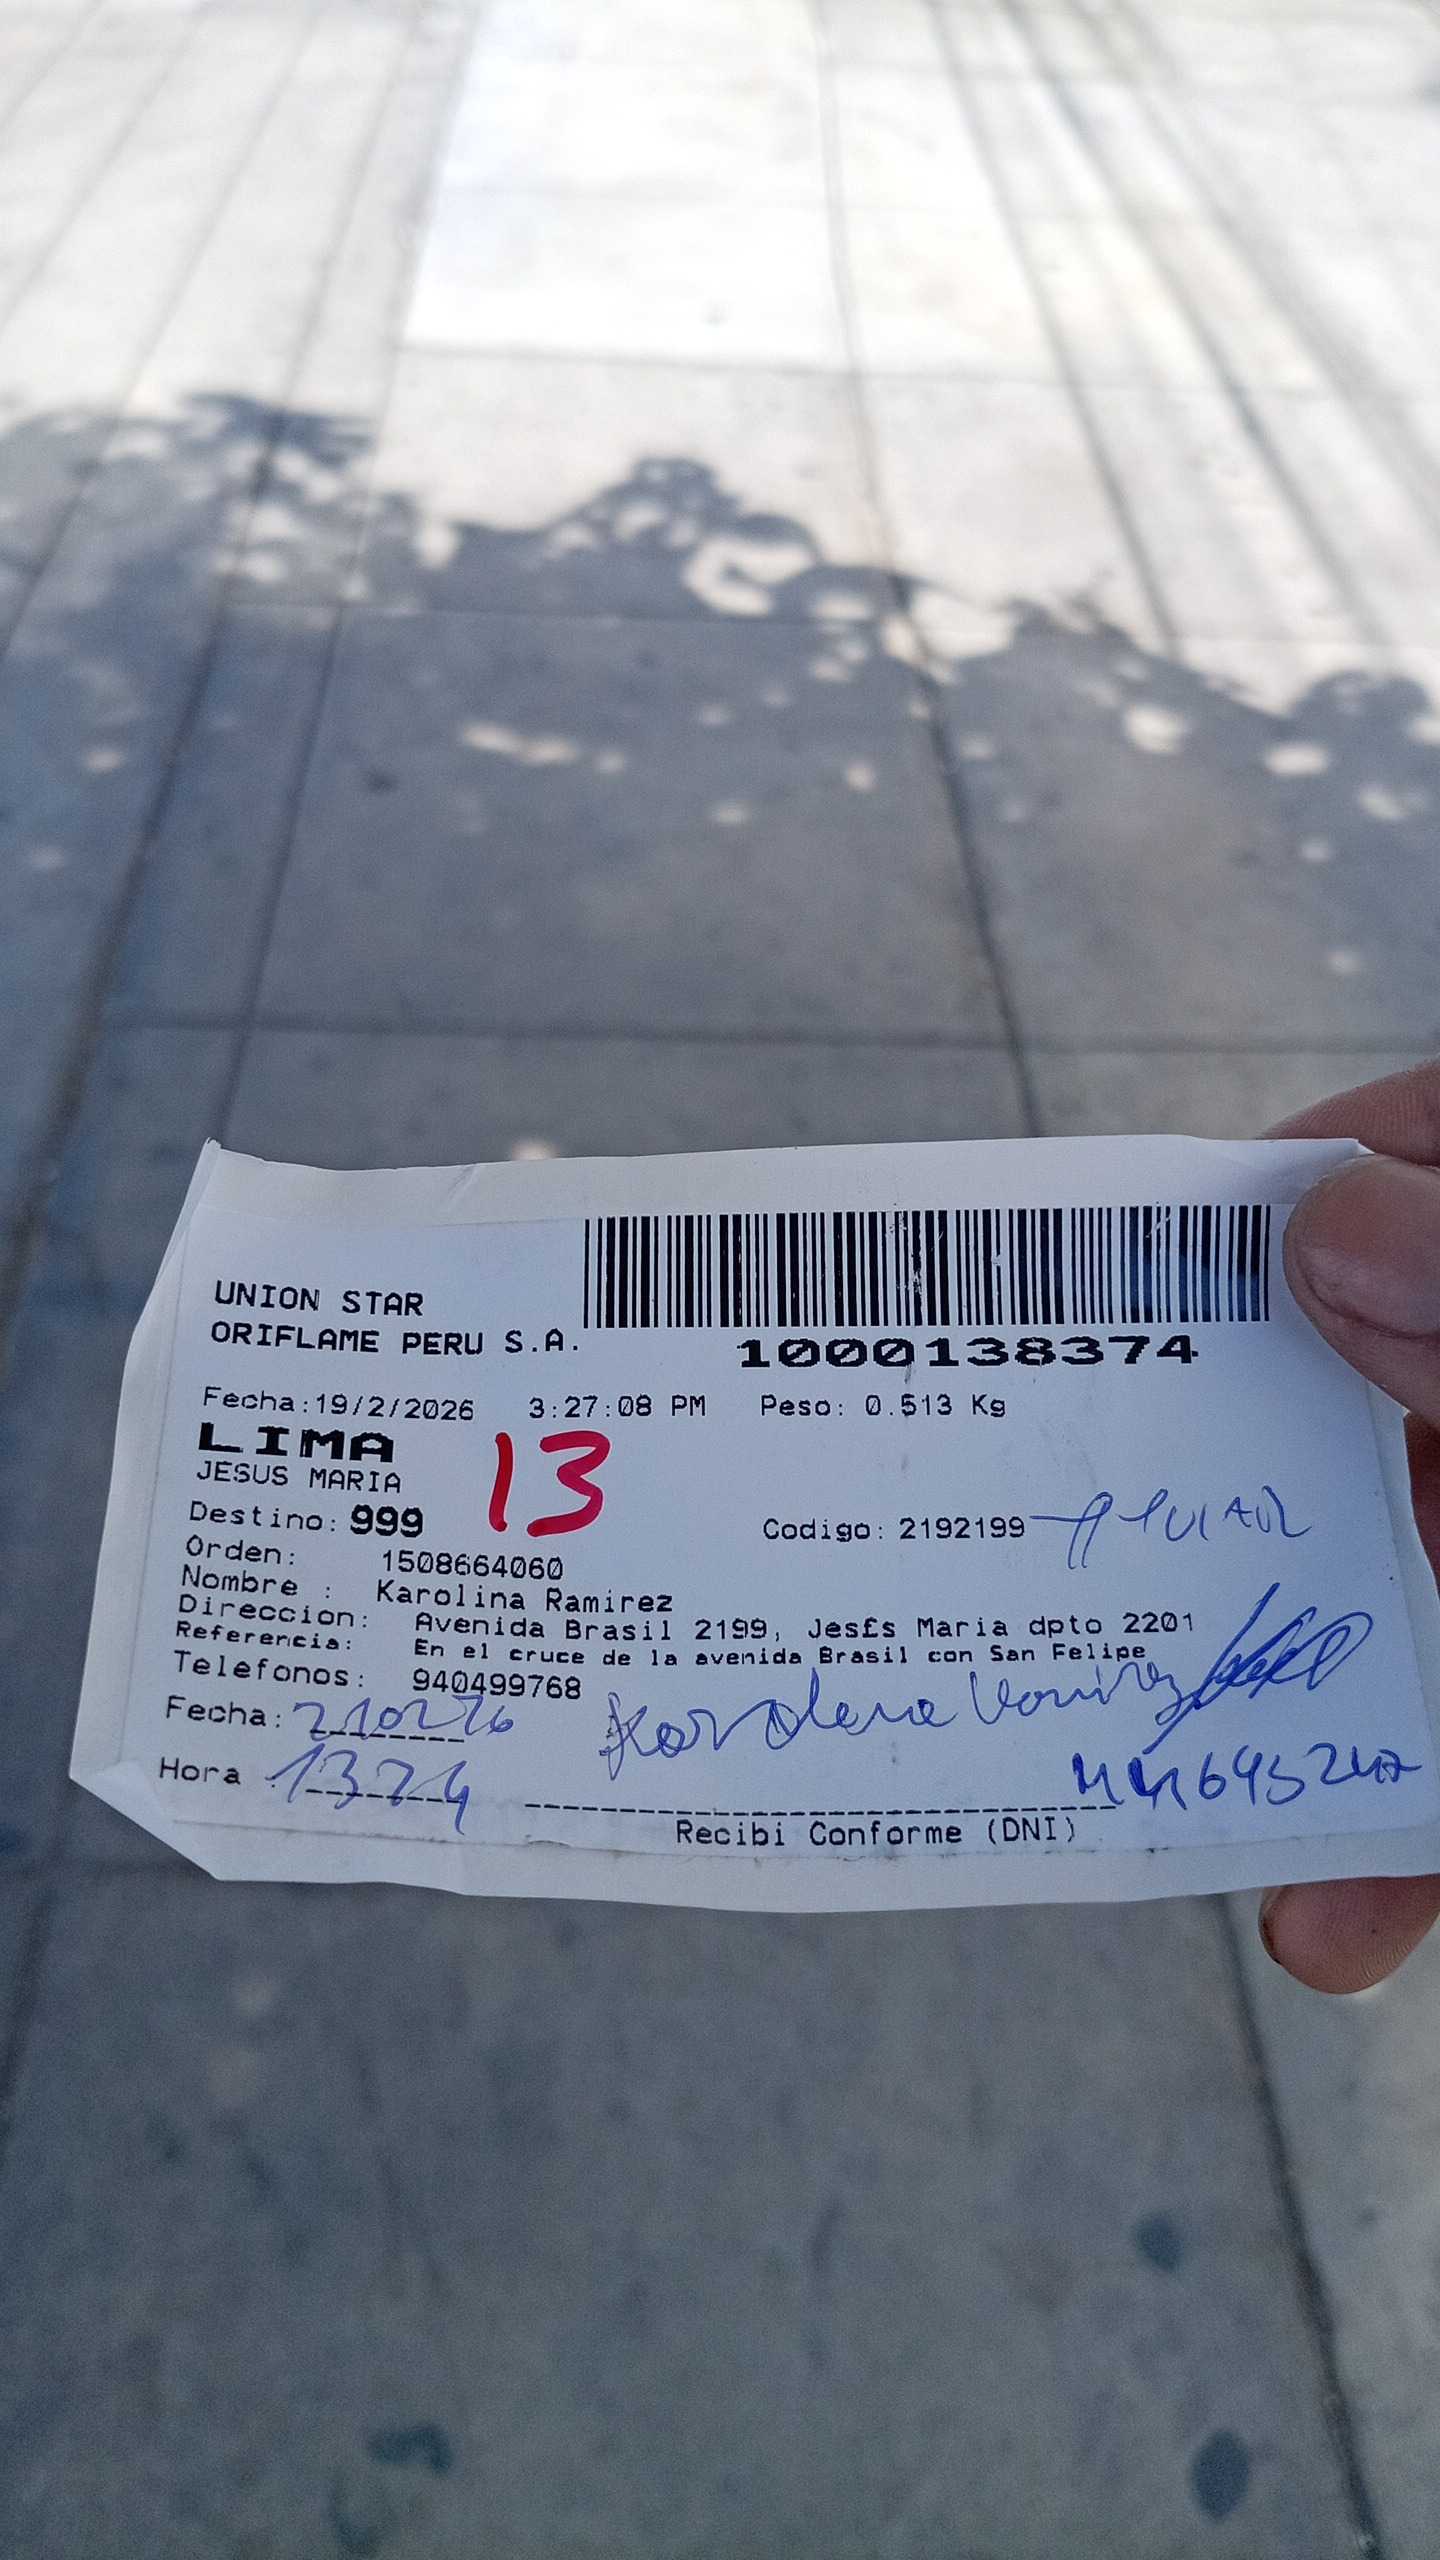 UNION STAR
ORIFLAME PERU S.A.
1000138374
Fecha:19/2/2026 3:27:08 PM Peso: 0.513 Kg
LIMA
JESUS MARIA
13
Destino: 999
Codigo: 2192199
Orden: 1508664060
Nombre : Karolina Ramirez
Direccion: Avenida Brasil 2199, Jes£s Maria dpto 2201
Referencia: En el cruce de la avenida Brasil con San Felipe
Telefonos: 940499768
Fecha: 210226
Hora : 1324
Recibi Conforme (DNI)